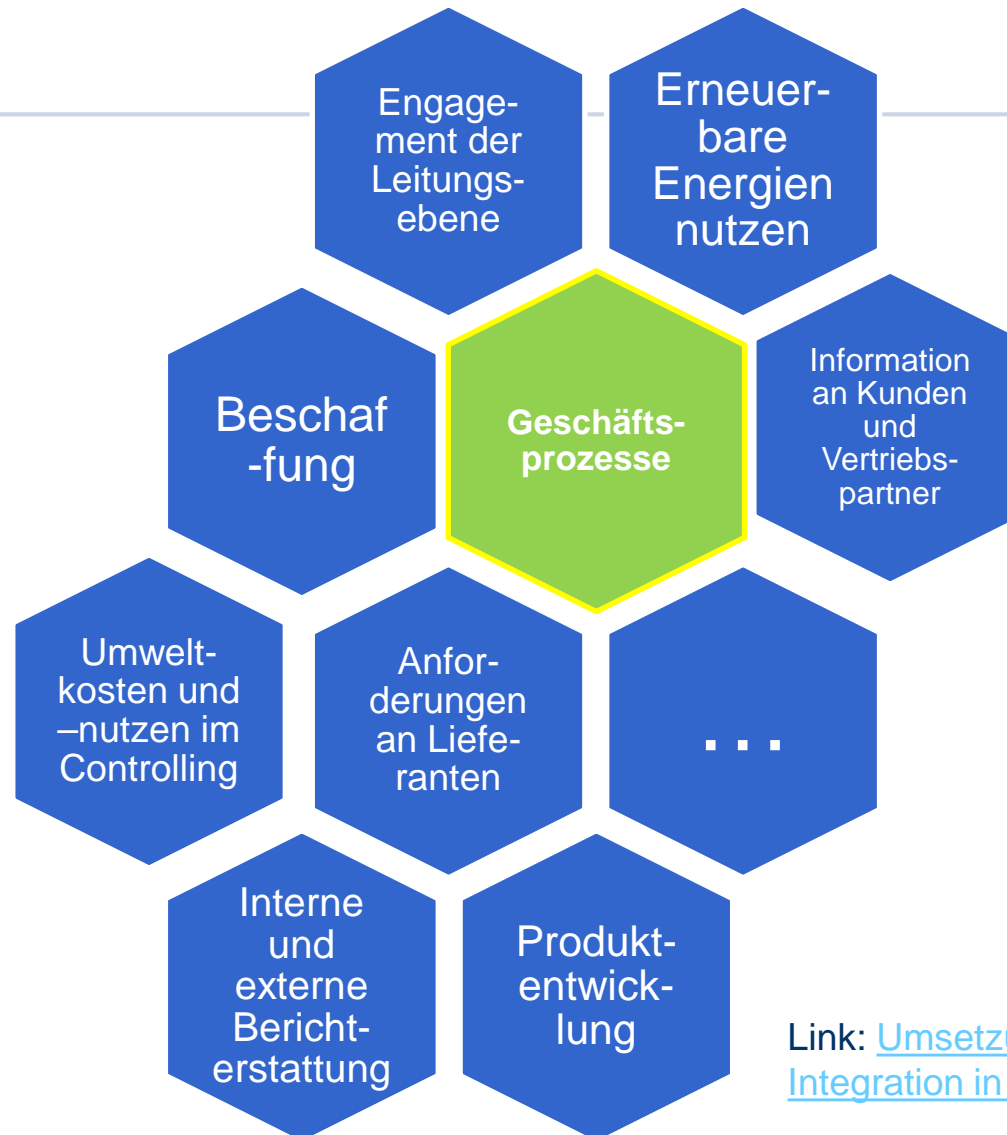 Engage-
ment der
Leitungs-
ebene
Erneuer-
bare
Energien
nutzen
Beschaf
-fung
Geschäfts-
prozesse
Information
an Kunden
und
Vertriebs-
partner
Umwelt-
kosten und
–nutzen im
Controlling
Anfor-
derungen
an Liefe-
ranten
...
Interne
und
externe
Bericht-
erstattung
Produkt-
entwick-
lung
Link:
Integration in